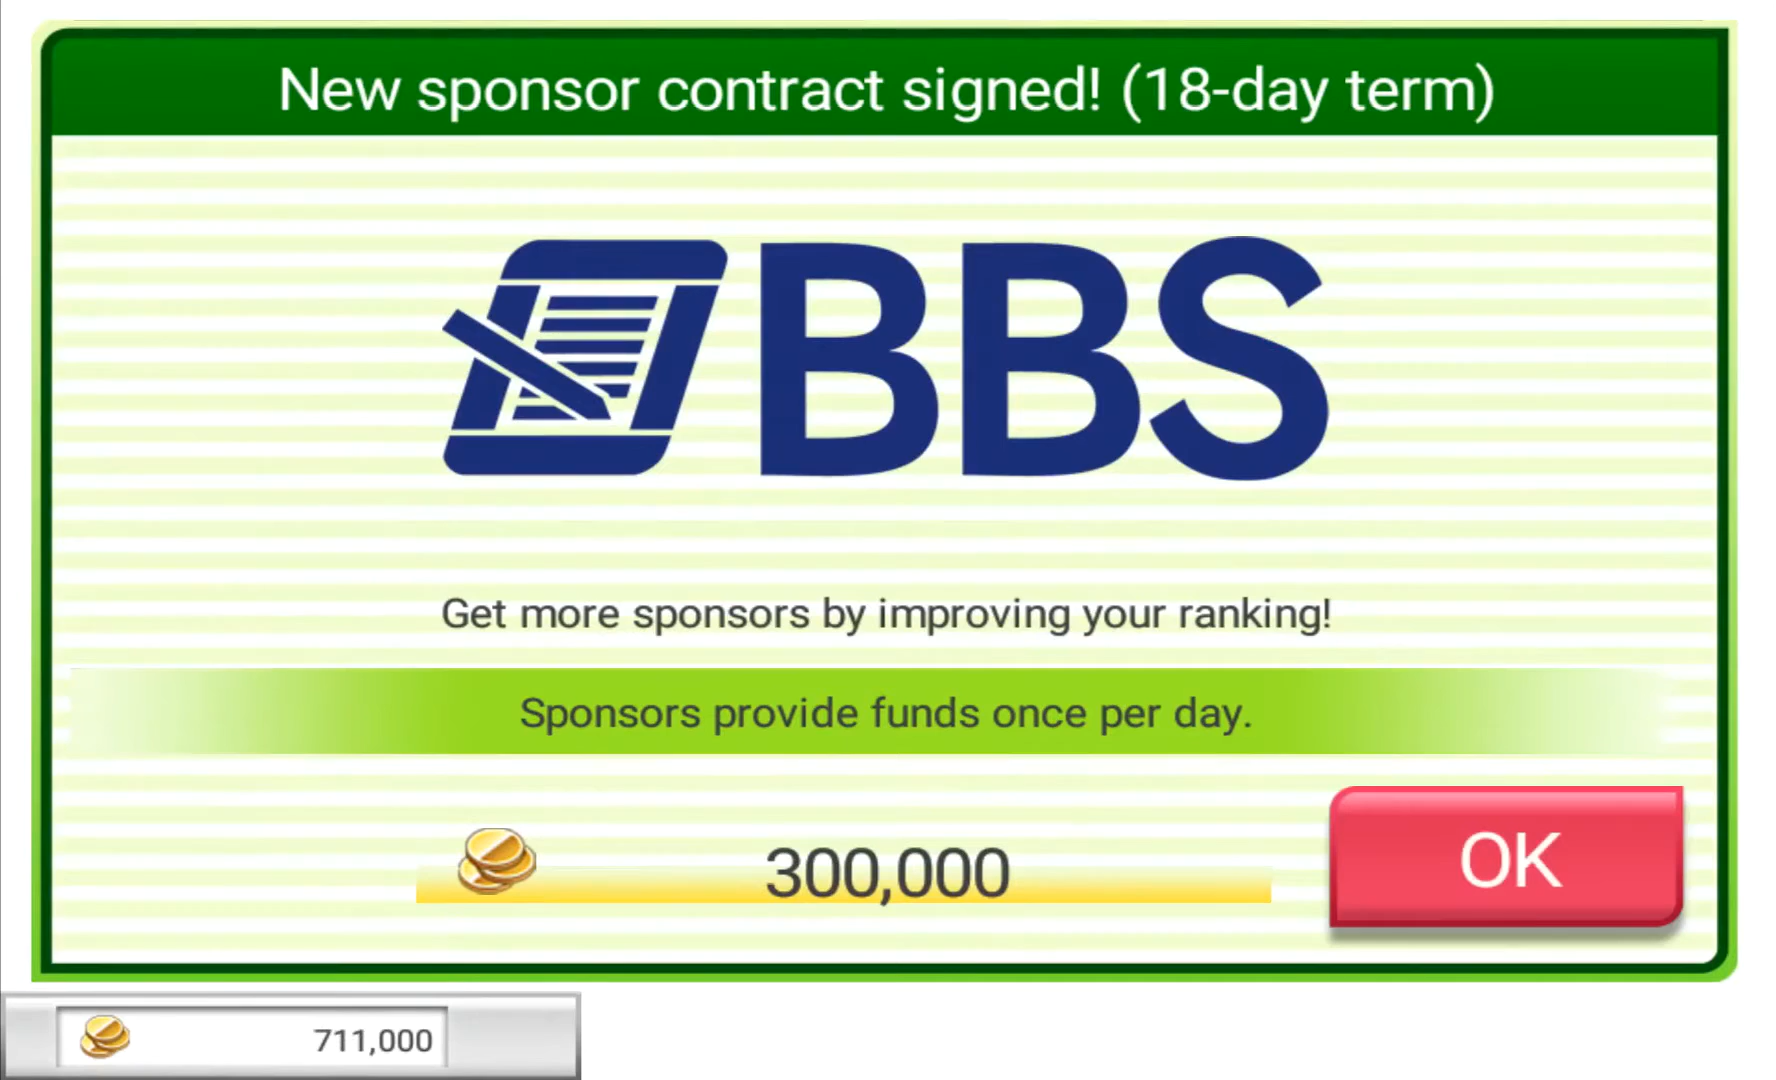 New sponsor contract signed! (18-day term)
BBS
Get more sponsors by improving your ranking!
Sponsors provide funds once per day.
300,000
OK
711,000